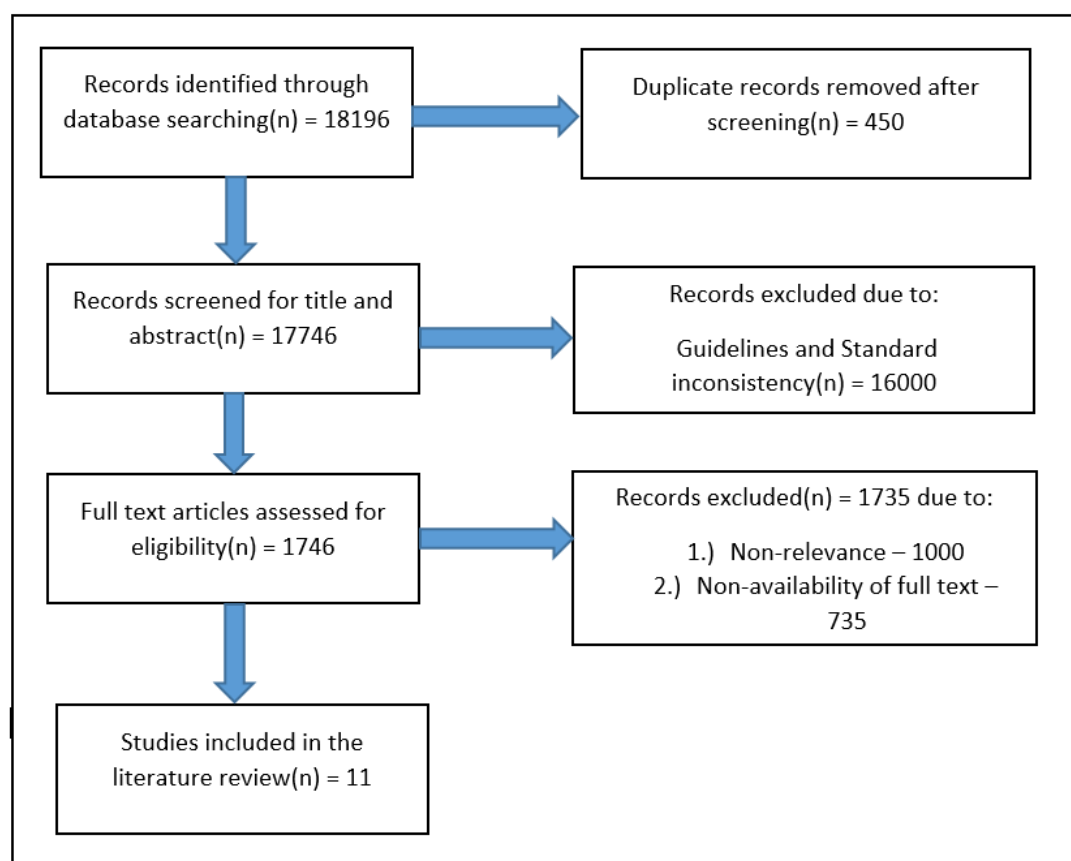 Records identified through
database searching(n) = 18196
Duplicate records removed after
screening(n) = 450
Records screened for title and
abstract(n) = 17746
Records excluded due to:
Guidelines and Standard
inconsistency(n) = 16000
Full text articles assessed for
eligibility(n) = 1746
Records excluded(n) = 1735 due to:
1.) Non-relevance – 1000
2.) Non-availability of full text –
735
Studies included in the
literature review(n) = 11